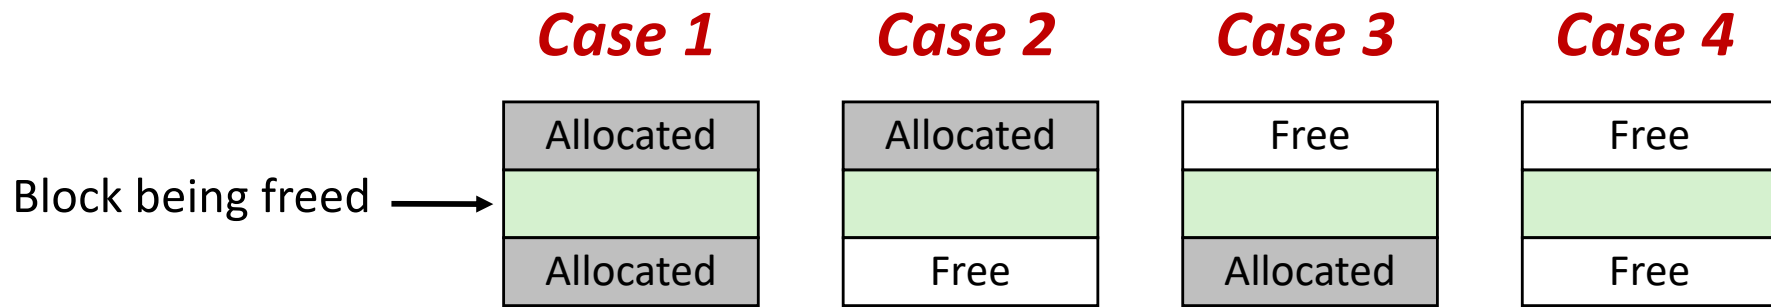 Case 1 Case 2 Case 3 Case 4
Allocated Allocated Free Free
Block being freed
Allocated Free Allocated Free